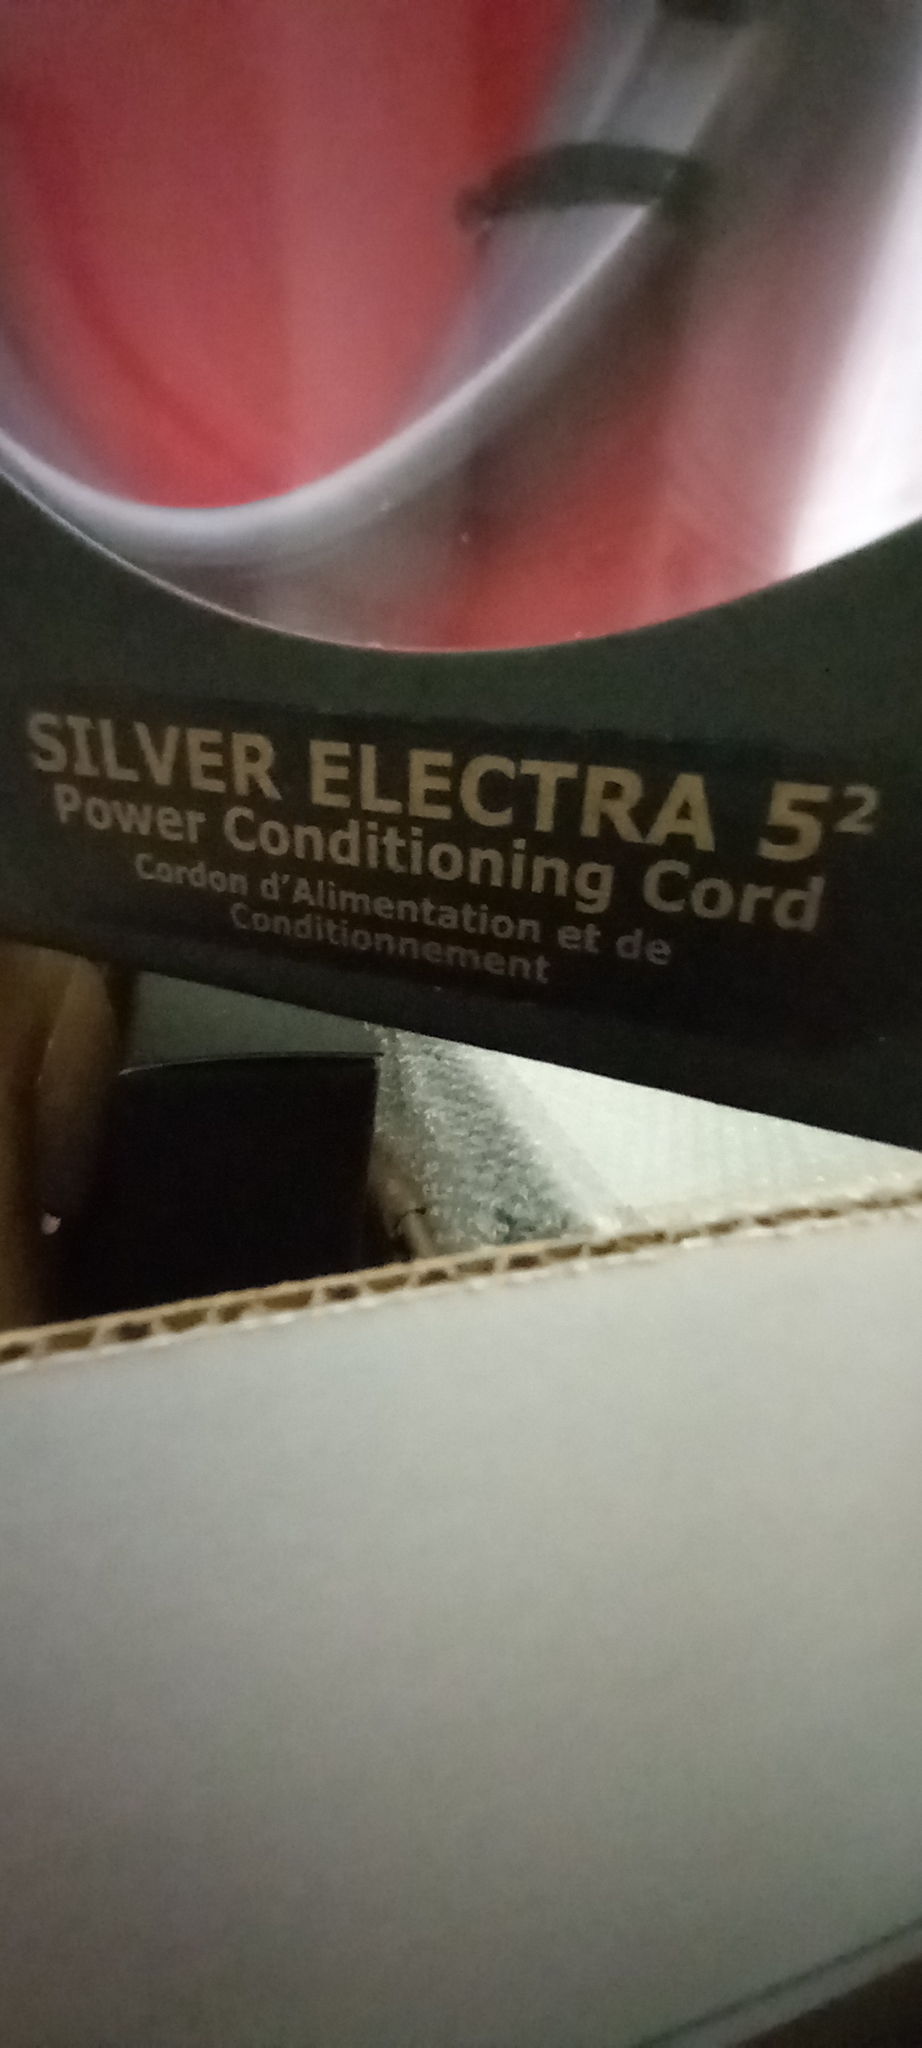 SILVER ELECTRA 5²
Power Conditioning Cord
Cordon d'Alimentation et de
Conditionnement